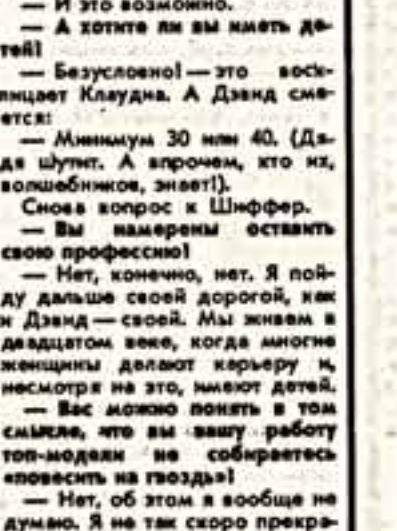 — И это возможно.
— А хотите ли вы иметь де-
тей!
— Безусловно! — это воск-
лицает Клаудиа. А Дэвид сме-
ется:
— Минимум 30 или 40. (Дя-
дя шутит. А впрочем, кто их,
волшебников, знает!).
Снова вопрос к Шиффер.
— Вы намерены оставить
свою профессию!
— Нет, конечно, нет. Я пой-
ду дальше своей дорогой, как
и Дэвид — своей. Мы живем в
двадцатом веке, когда многие
женщины делают карьеру и,
несмотря на это, имеют детей.
— Вас можно понять в том
смысле, что вы вашу работу
топ-модели не собираетесь
«повесить на гвоздь»!
— Нет, об этом я вообще не
думаю. Я не так скоро прекра-